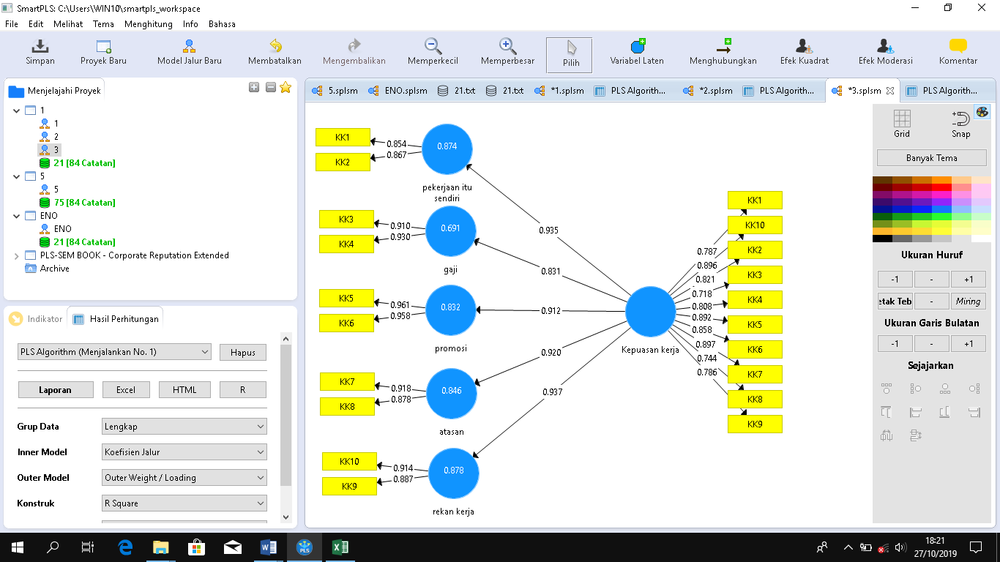 SmartPLS: C:\Users\WIN10\smartpls_workspace
File Edit Melihat Tema Menghitung Info Bahasa
Simpan Proyek Baru Model Jalur Baru Membatalkan Mengembalikan Memperkecil Memperbesar Pilih Variabel Laten Menghubungkan Efek Kuadrat Efek Moderasi Komentar
Menjelajahi Proyek
1
1
2
3
21 [84 Catatan]
5
5
75 [84 Catatan]
ENO
ENO
21 [84 Catatan]
PLS-SEM BOOK - Corporate Reputation Extended
Archive
Indikator Hasil Perhitungan
PLS Algorithm (Menjalankan No. 1) Hapus
Laporan Excel HTML R
Grup Data Lengkap
Inner Model Koefisien Jalur
Outer Model Outer Weight / Loading
Konstruk R Square
5.splsm ENO.splsm 21.txt 21.txt *1.splsm PLS Algorith... *2.splsm PLS Algorith... *3.splsm PLS Algorith...
KK1 0.854 0.874
KK2 0.867
pekerjaan itu
sendiri
KK3 0.910 0.691
KK4 0.930
gaji
KK5 0.961 0.832
KK6 0.958
promosi
KK7 0.918 0.846
KK8 0.878
atasan
KK10 0.914 0.878
KK9 0.887
rekan kerja
0.935
0.831
0.912
0.920
0.937
Kepuasan kerja
0.787
0.896
0.821
0.718
0.808
0.892
0.858
0.897
0.744
0.786
KK1
KK10
KK2
KK3
KK4
KK5
KK6
KK7
KK8
KK9
Grid Snap
Banyak Tema
Ukuran Huruf
-1 - +1
etak Teb - Miring
Ukuran Garis Bulatan
-1 - +1
Sejajarkan
PLS
18:21
27/10/2019